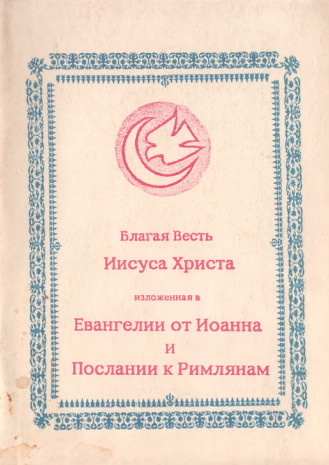 Благая Весть
Иисуса Христа
изложенная в
Евангелии от Иоанна
и
Послании к Римлянам